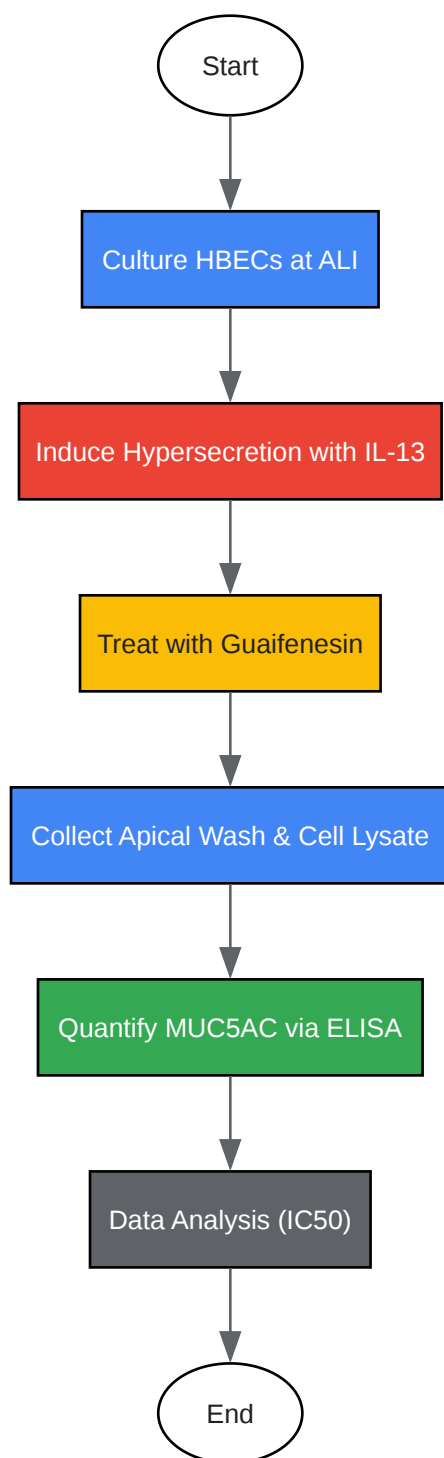 Start
Culture HBECs at ALI
Induce Hypersecretion with IL-13
Treat with Guaifenesin
Collect Apical Wash & Cell Lysate
Quantify MUC5AC via ELISA
Data Analysis (IC50)
End